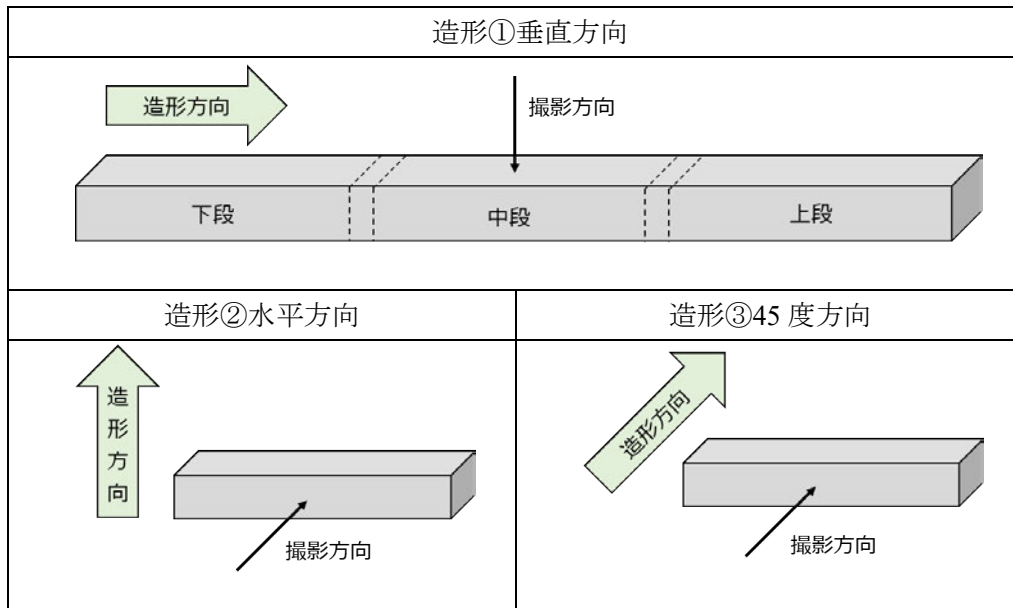 造形①垂直方向
造形方向
撮影方向
下段
中段
上段
造形②水平方向
造形③45 度方向
造形方向
撮影方向
造形方向
撮影方向